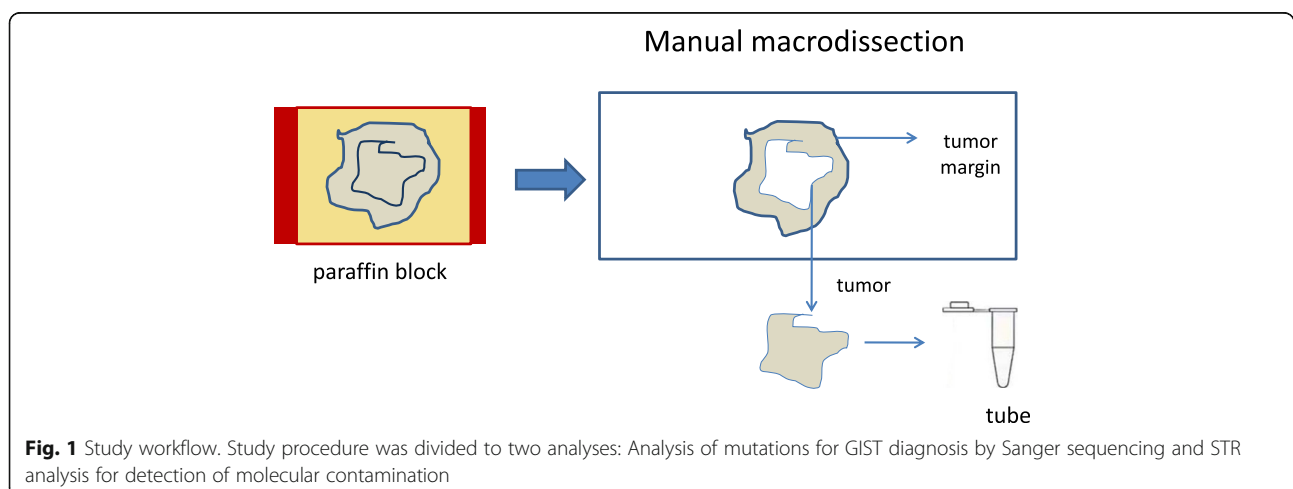 Manual macrodissection
tumor
margin
paraffin block
tumor
tube
Fig. 1 Study workflow. Study procedure was divided to two analyses: Analysis of mutations for GIST diagnosis by Sanger sequencing and STR
analysis for detection of molecular contamination